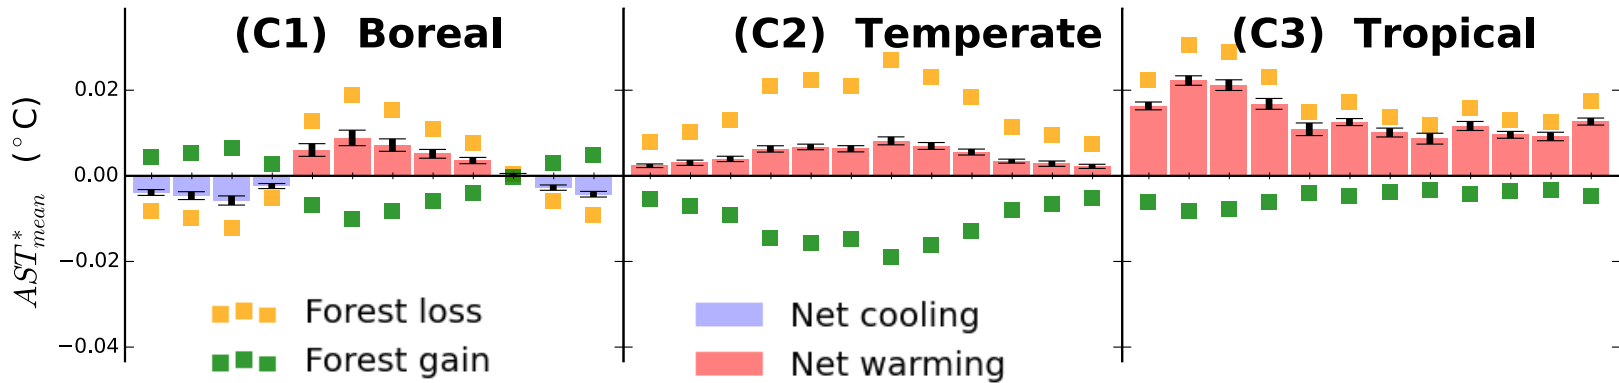 (C1) Boreal
(C2) Temperate
(C3) Tropical
0.02
0.00
−0.02
−0.04
AST*mean (°C)
Forest loss
Forest gain
Net cooling
Net warming